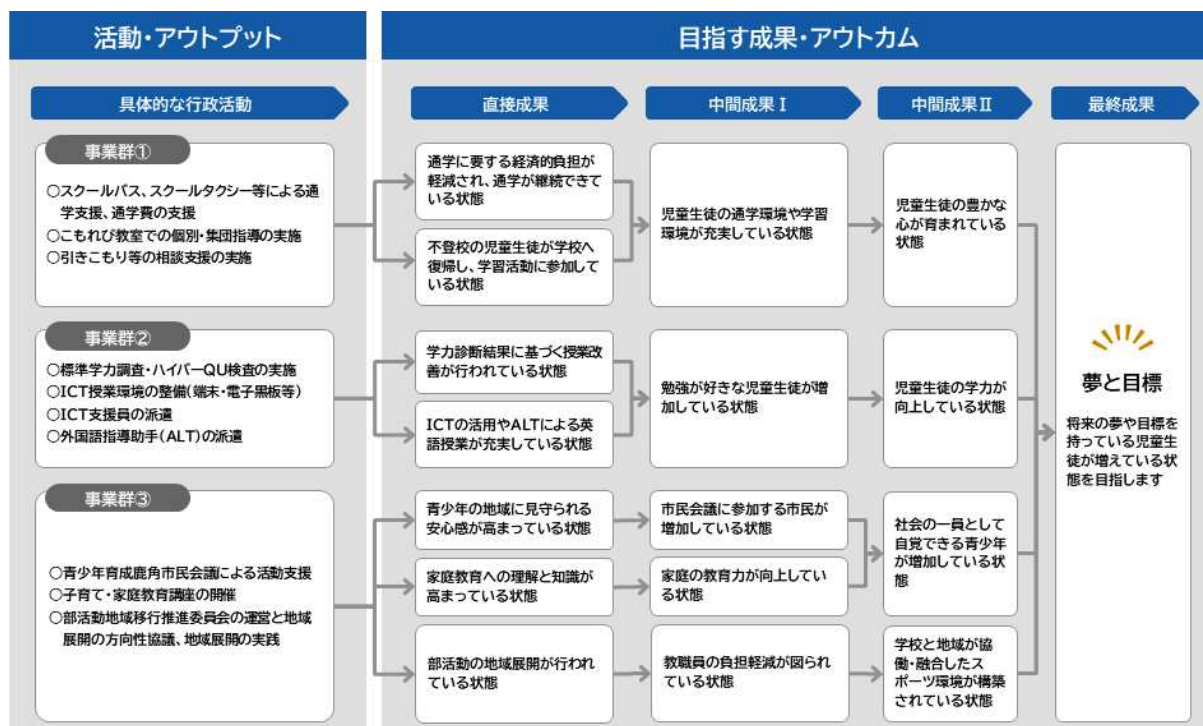 活動・アウトプット
目指す成果・アウトカム
具体的な行政活動
直接成果
中間成果Ⅰ
中間成果Ⅱ
最終成果
事業群①
○スクールバス、スクールタクシー等による通
学支援、通学費の支援
○こもれび教室での個別・集団指導の実施
○引きこもり等の相談支援の実施
通学に要する経済的負担が
軽減され、通学が継続できて
いる状態
不登校の児童生徒が学校へ
復帰し、学習活動に参加して
いる状態
児童生徒の通学環境や学習
環境が充実している状態
児童生徒の豊かな
心が育まれている
状態
事業群②
○標準学力調査・ハイパーQU検査の実施
○ICT授業環境の整備(端末・電子黒板等)
○ICT支援員の派遣
○外国語指導助手(ALT)の派遣
学力診断結果に基づく授業改
善が行われている状態
ICTの活用やALTによる英
語授業が充実している状態
勉強が好きな児童生徒が増
加している状態
児童生徒の学力が
向上している状態
事業群③
○青少年育成鹿角市民会議による活動支援
○子育て・家庭教育講座の開催
○部活動地域移行推進委員会の運営と地域
展開の方向性協議、地域展開の実践
青少年の地域に見守られる
安心感が高まっている状態
家庭教育への理解と知識が
高まっている状態
部活動の地域展開が行われ
ている状態
市民会議に参加する市民が
増加している状態
家庭の教育力が向上してい
る状態
教職員の負担軽減が図られ
ている状態
社会の一員として
自覚できる青少年
が増加している状
態
学校と地域が協
働・融合したス
ポーツ環境が構築
されている状態
夢と目標
将来の夢や目標を
持っている児童生
徒が増えている状
態を目指します